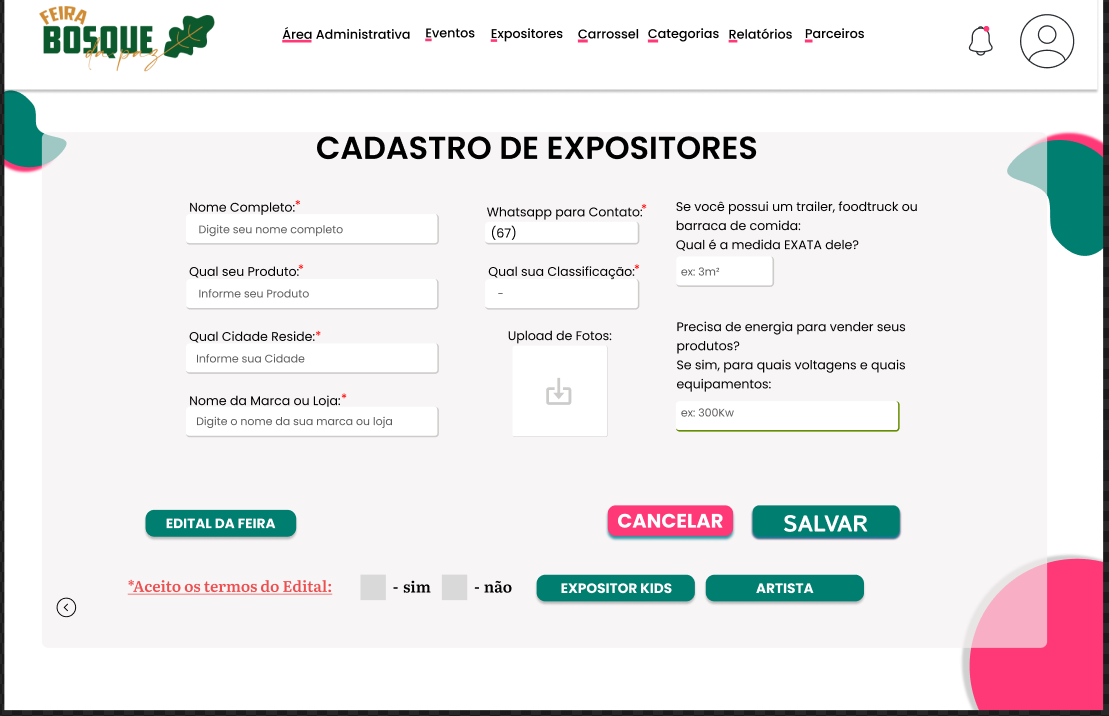 FEIRA
BOSQUE
da paz
Área Administrativa
Eventos
Expositores
Carrossel
Categorias
Relatórios
Parceiros
CADASTRO DE EXPOSITORES
Nome Completo:*
Digite seu nome completo
Qual seu Produto:*
Informe seu Produto
Qual Cidade Reside:*
Informe sua Cidade
Nome da Marca ou Loja:*
Digite o nome da sua marca ou loja
Whatsapp para Contato:*
(67)
Qual sua Classificação:*
-
Upload de Fotos:
Se você possui um trailer, foodtruck ou
barraca de comida:
Qual é a medida EXATA dele?
ex: 3m²
Precisa de energia para vender seus
produtos?
Se sim, para quais voltagens e quais
equipamentos:
ex: 300Kw
EDITAL DA FEIRA
CANCELAR
SALVAR
*Aceito os termos do Edital:
- sim
- não
EXPOSITOR KIDS
ARTISTA